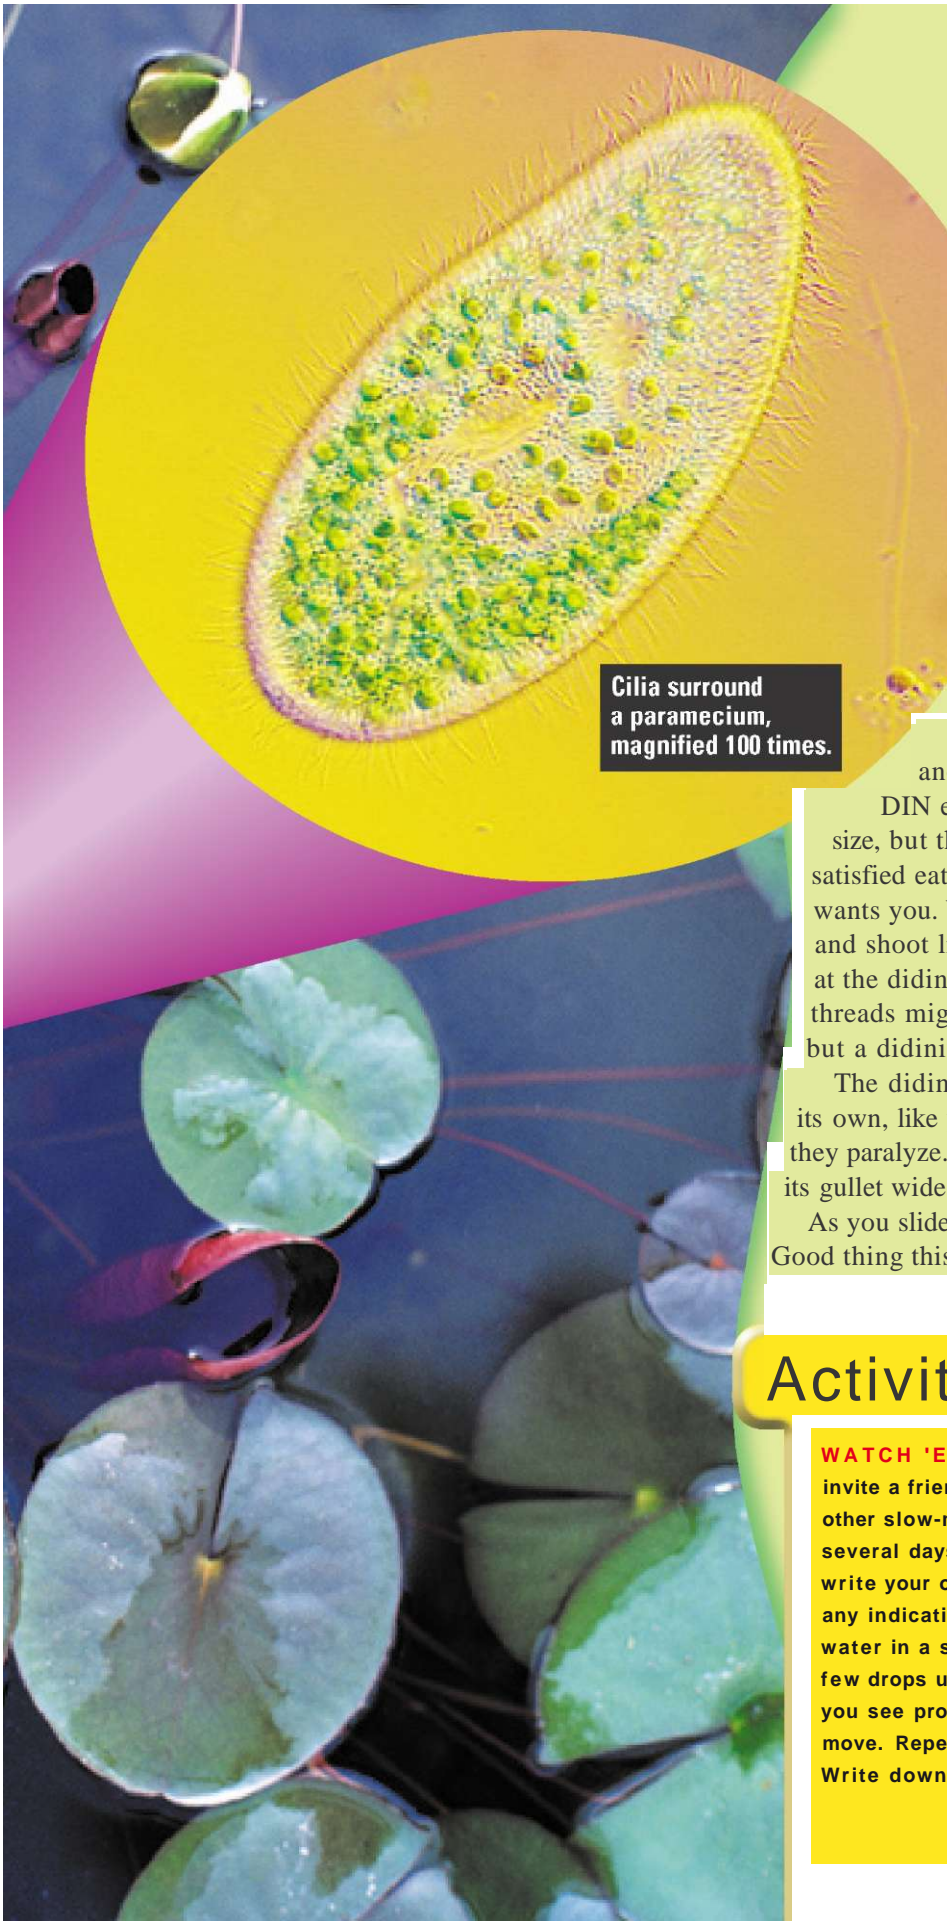 Cilia surround
a paramecium,
magnified 100 times.
an
DIN e
size, but th
satisfied eat
wants you.
and shoot l
at the didin
threads mig
but a didini
The didin
its own, like
they paralyze.
its gullet wide
As you slide
Good thing this
Activit
WATCH 'E
invite a frien
other slow-r
several days
write your o
any indicati
water in a s
few drops u
you see pro
move. Repe
Write down